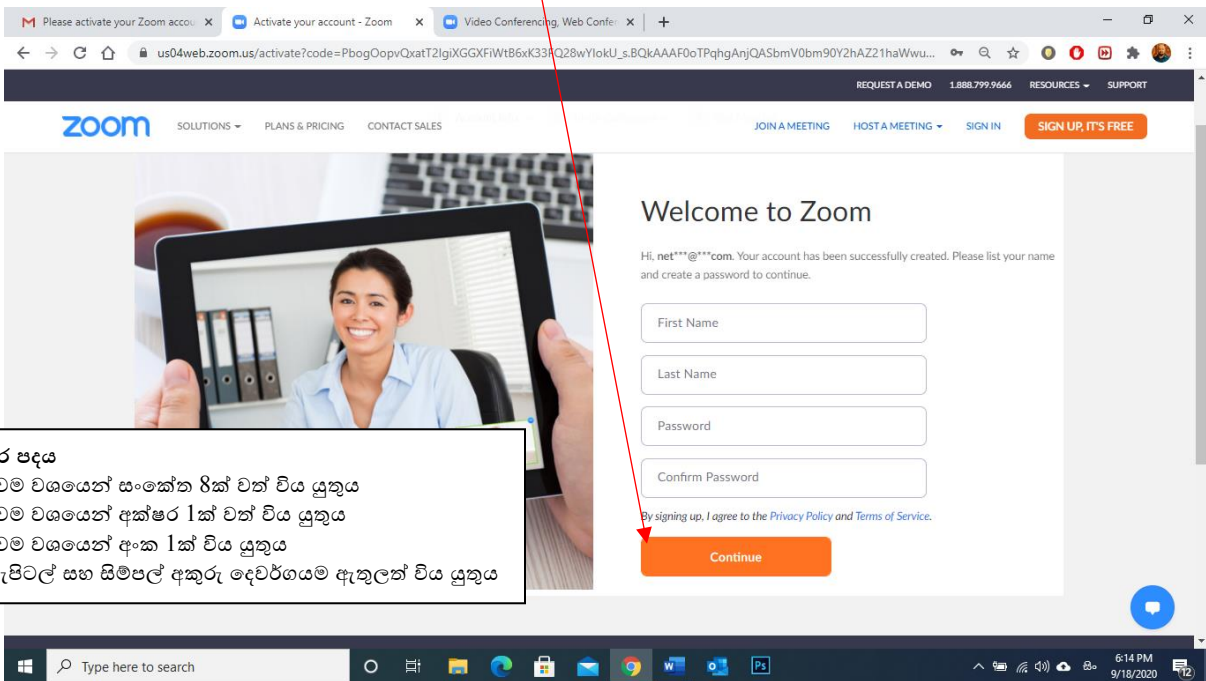 Please activate your Zoom accou
Activate your account - Zoom
Video Conferencing, Web Confer
us04web.zoom.us/activate?code=PbogOopvQxatT2IgiXGGXFiWtB6xK33FQ28wYIokU_s.BQkAAAF0oTPqhgAnjQASbmV0bm90Y2hAZ21haWwu...
REQUEST A DEMO 1.888.799.9666 RESOURCES SUPPORT
zoom SOLUTIONS PLANS & PRICING CONTACT SALES JOIN A MEETING HOST A MEETING SIGN IN SIGN UP, IT'S FREE
Welcome to Zoom
Hi, net***@***com. Your account has been successfully created. Please list your name
and create a password to continue.
First Name
Last Name
Password
Confirm Password
By signing up, I agree to the Privacy Policy and Terms of Service.
Continue
පදය
වශයෙන් සංකේත 8ක් වත් විය යුතුය
වශයෙන් අක්ෂර 1ක් වත් විය යුතුය
වශයෙන් අංක 1ක් විය යුතුය
සහ සිම්පල් අකුරු දෙවර්ගයම ඇතුලත් විය යුතුය
Type here to search
Ps
6:14 PM
9/18/2020
12